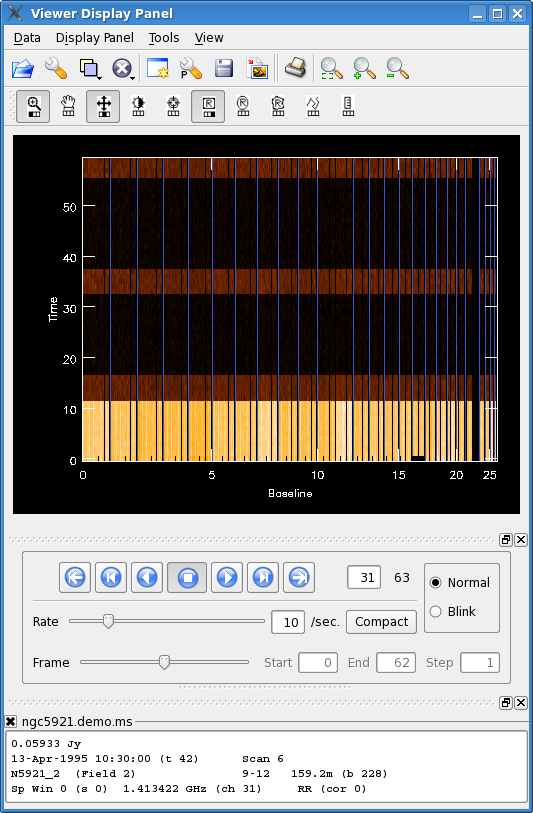 Viewer Display Panel
Data Display Panel Tools View
P
R R R
Time
50
40
30
20
10
0
0 5 10 15 20 25
Baseline
31 63
Normal
Blink
Rate 10 /sec. Compact
Frame Start 0 End 62 Step 1
ngc5921.demo.ms
0.05933 Jy
13-Apr-1995 10:30:00 (t 42) Scan 6
N5921_2 (Field 2) 9-12 159.2m (b 228)
Sp Win 0 (s 0) 1.413422 GHz (ch 31) RR (cor 0)